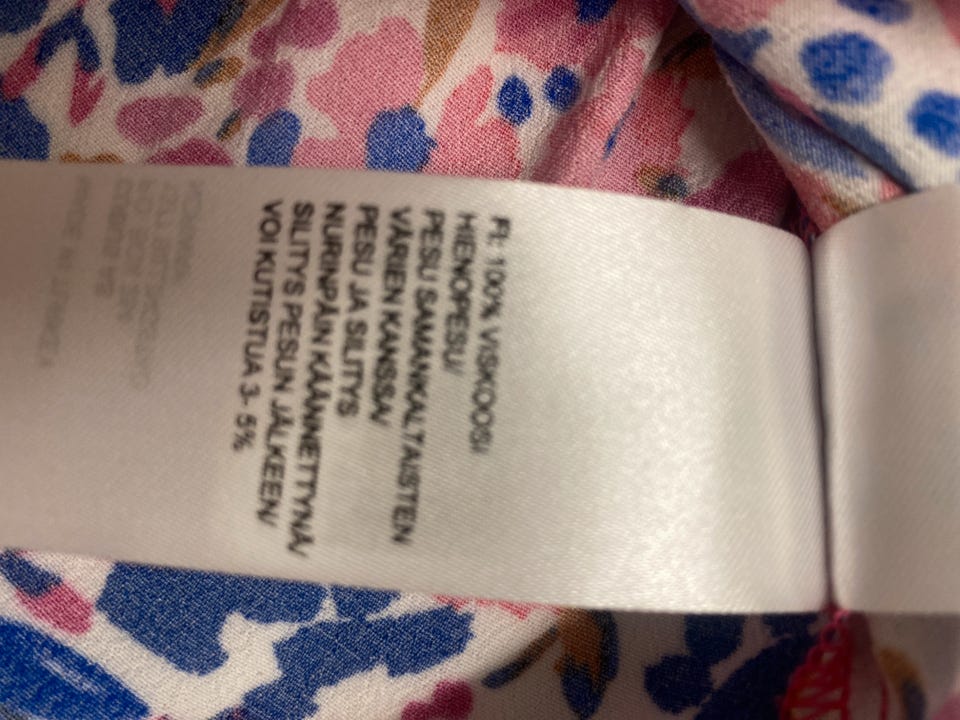 FI: 100% VISKOOSI
HIENOPESU/
PESU SAMANKALTAISTEN
VÄRIEN KANSSA/
PESU JA SILITYS
NURINPÄIN KÄÄNNETTYNÄ/
SILITYS PESUN JÄLKEEN/
VOI KUTISTUA 3- 5%